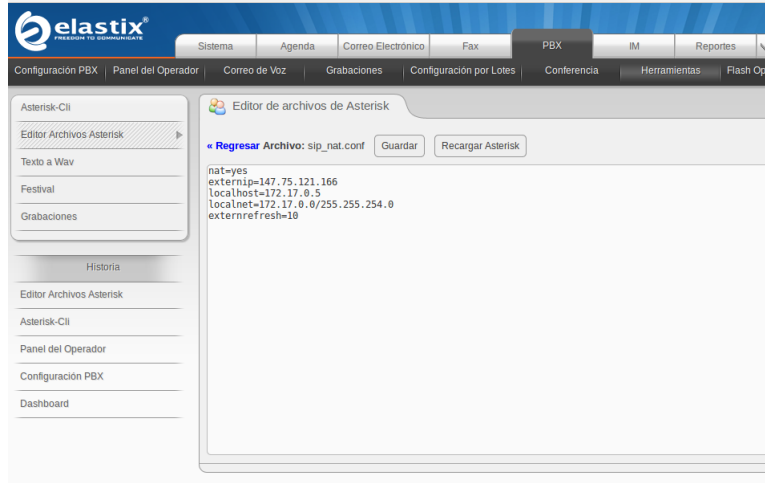 elastix®
FREEDOM TO COMMUNICATE
Sistema Agenda Correo Electrónico Fax PBX IM Reportes
Configuración PBX Panel del Operador Correo de Voz Grabaciones Configuración por Lotes Conferencia Herramientas Flash Op
Asterisk-Cli
Editor Archivos Asterisk
Texto a Wav
Festival
Grabaciones
Historia
Editor Archivos Asterisk
Asterisk-Cli
Panel del Operador
Configuración PBX
Dashboard
Editor de archivos de Asterisk
« Regresar Archivo: sip_nat.conf Guardar Recargar Asterisk
nat=yes
externip=147.75.121.166
localhost=172.17.0.5
localnet=172.17.0.0/255.255.254.0
externrefresh=10